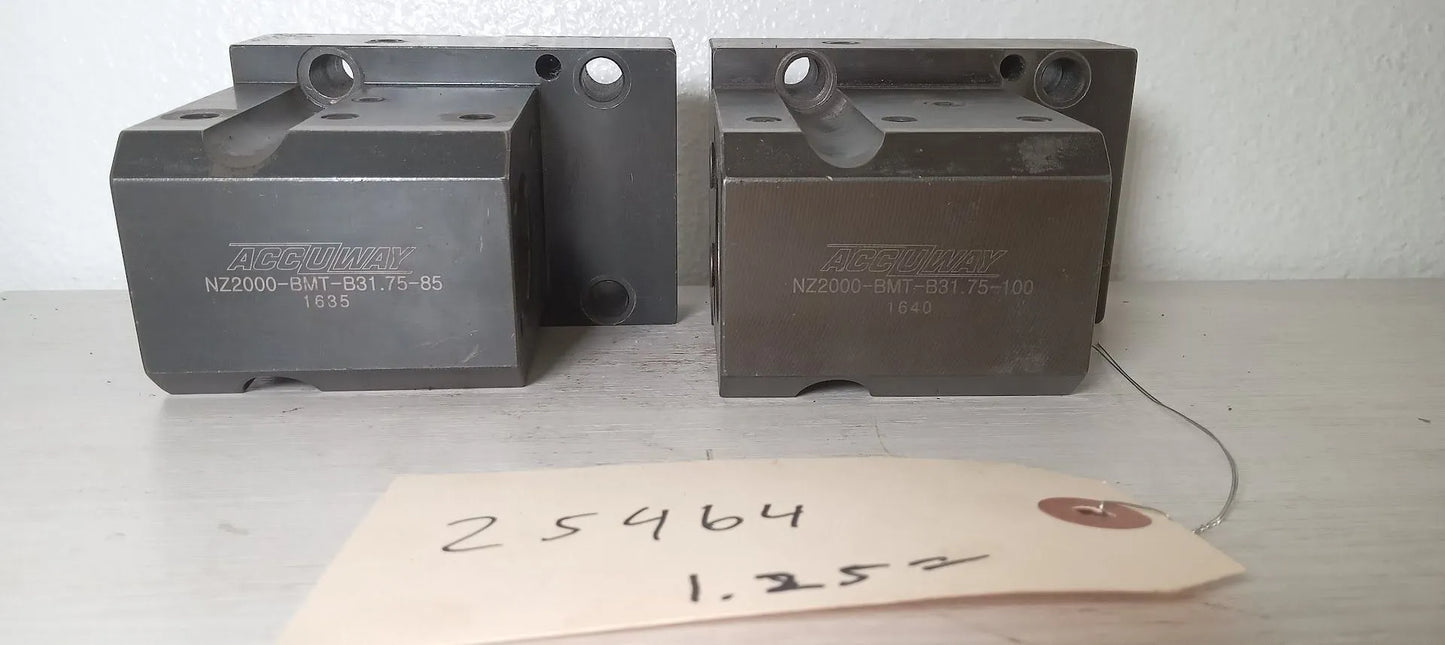 ACCUWAY
NZ2000-BMT-B31.75-85
1635
ACCUWAY
NZ2000-BMT-B31.75-100
1640
25464
1.25